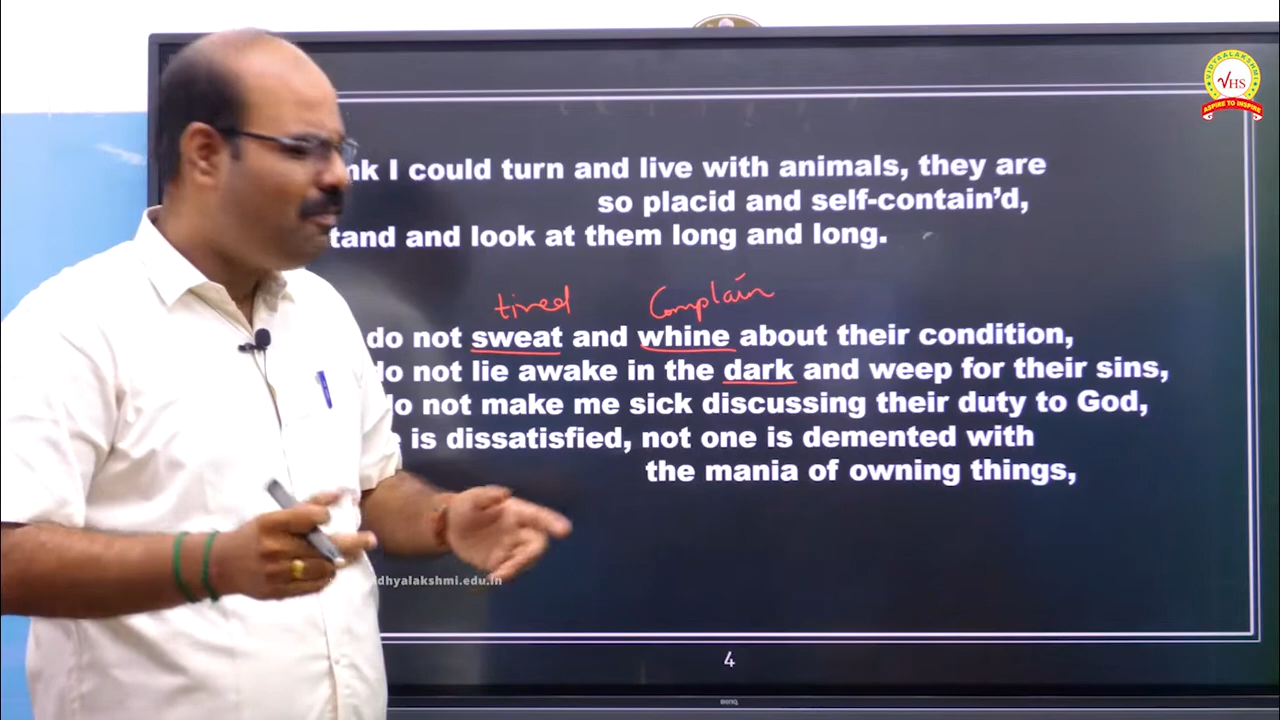 VIDYAALAKSHMI
VHS
ASPIRE TO INSPIRE
nk I could turn and live with animals, they are
so placid and self-contain’d,
tand and look at them long and long.
tired Complain
do not sweat and whine about their condition,
do not lie awake in the dark and weep for their sins,
do not make me sick discussing their duty to God,
e is dissatisfied, not one is demented with
the mania of owning things,
dhyalakshmi.edu.in
4
BenQ